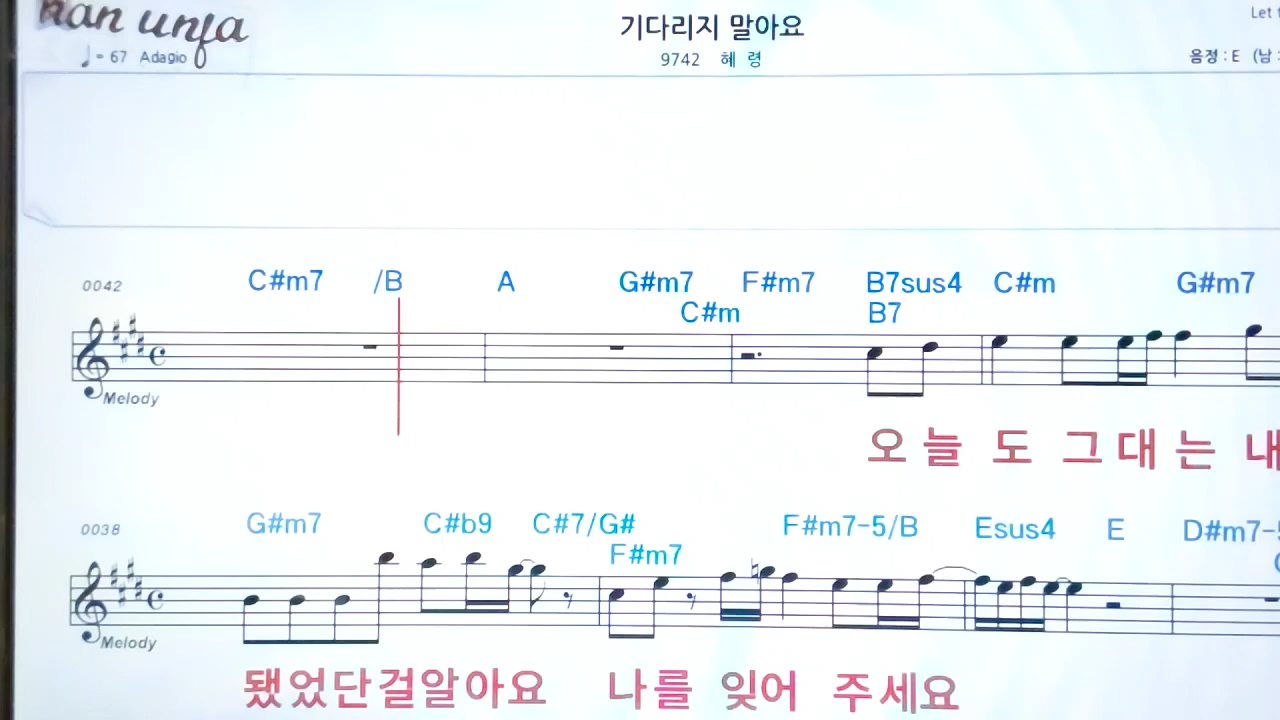 han unja
기다리지 말아요
Let
♩= 67 Adagio
9742 혜 령
음정 : E (남 :
0042 C#m7 /B A G#m7 F#m7 B7sus4 C#m G#m7
C#m B7
Melody
오 늘 도 그 대 는 내
0038 G#m7 C#b9 C#7/G# F#m7-5/B Esus4 E D#m7-5
F#m7
Melody
됐었단걸알아요 나를 잊어 주세요